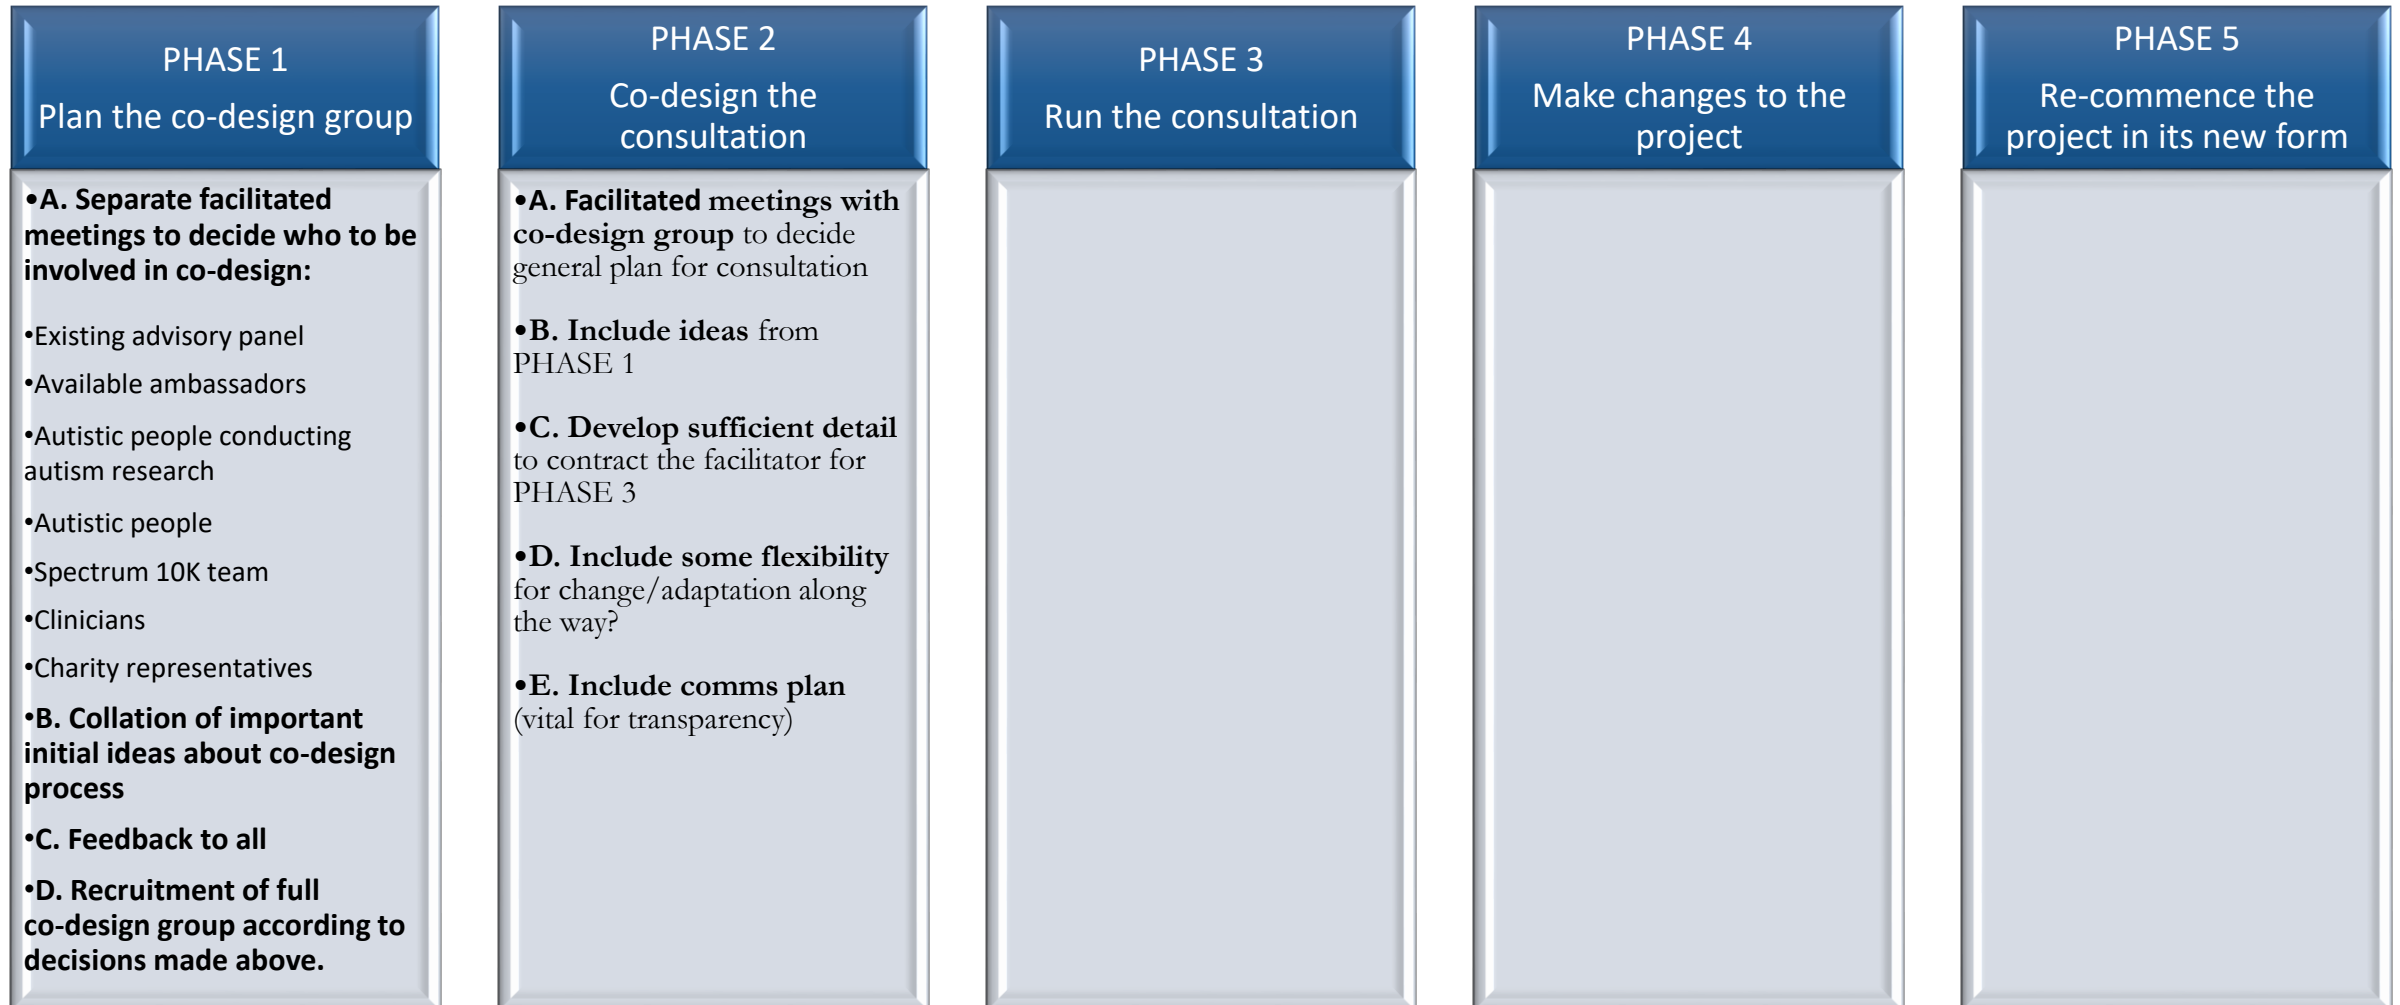 PHASE 1
Plan the co-design group
•A. Separate facilitated
meetings to decide who to be
involved in co-design:
•Existing advisory panel
•Available ambassadors
•Autistic people conducting
autism research
•Autistic people
•Spectrum 10K team
•Clinicians
•Charity representatives
•B. Collation of important
initial ideas about co-design
process
•C. Feedback to all
•D. Recruitment of full
co-design group according to
decisions made above.
PHASE 2
Co-design the
consultation
•A. Facilitated meetings with
co-design group to decide
general plan for consultation
•B. Include ideas from
PHASE 1
•C. Develop sufficient detail
to contract the facilitator for
PHASE 3
•D. Include some flexibility
for change/adaptation along
the way?
•E. Include comms plan
(vital for transparency)
PHASE 3
Run the consultation
PHASE 4
Make changes to the
project
PHASE 5
Re-commence the
project in its new form